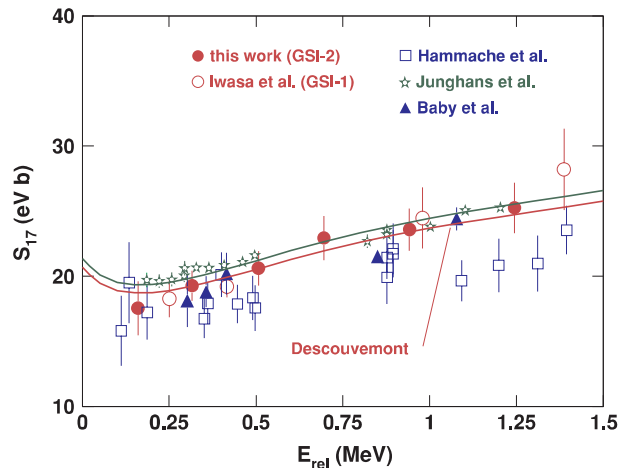 40
30
20
10
S17 (eV b)
this work (GSI-2)
Iwasa et al. (GSI-1)
Hammache et al.
Junghans et al.
Baby et al.
Descouvemont
0 0.25 0.5 0.75 1 1.25 1.5
Erel (MeV)